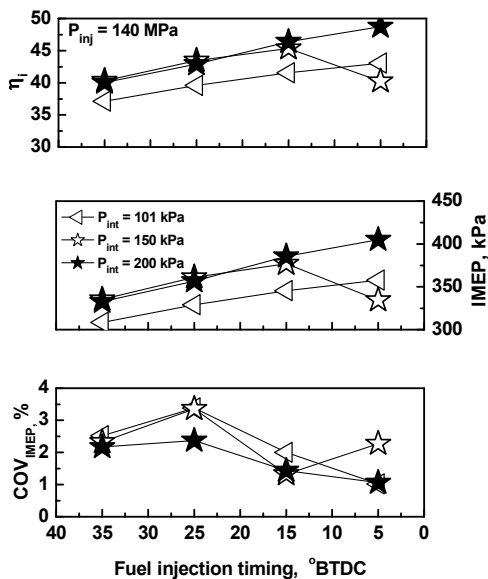 P_inj = 140 MPa
η_i
50
45
40
35
30
P_int = 101 kPa
P_int = 150 kPa
P_int = 200 kPa
450
400
350
300
IMEP, kPa
COV_IMEP, %
4
3
2
1
0
40 35 30 25 20 15 10 5 0
Fuel injection timing, °BTDC